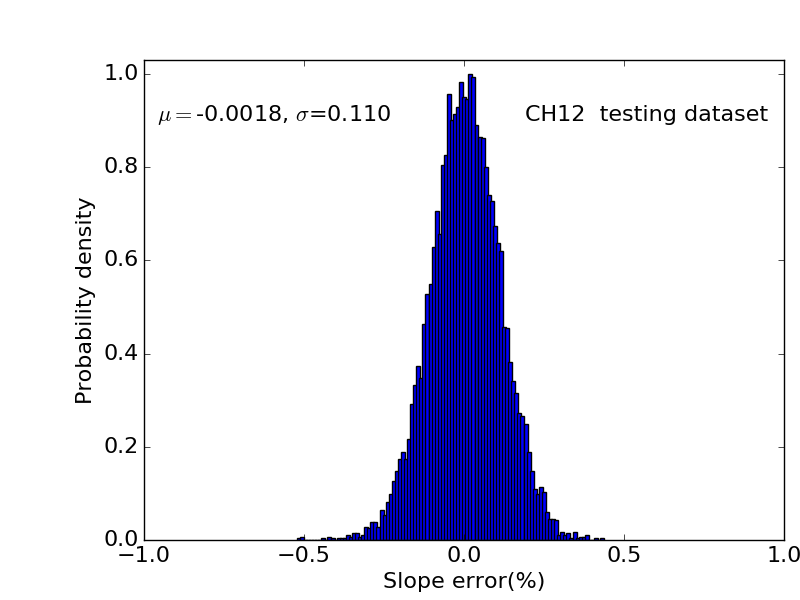 μ = -0.0018, σ=0.110
CH12  testing dataset
Probability density
1.0
0.8
0.6
0.4
0.2
0.0
−1.0
−0.5
0.0
0.5
1.0
Slope error(%)